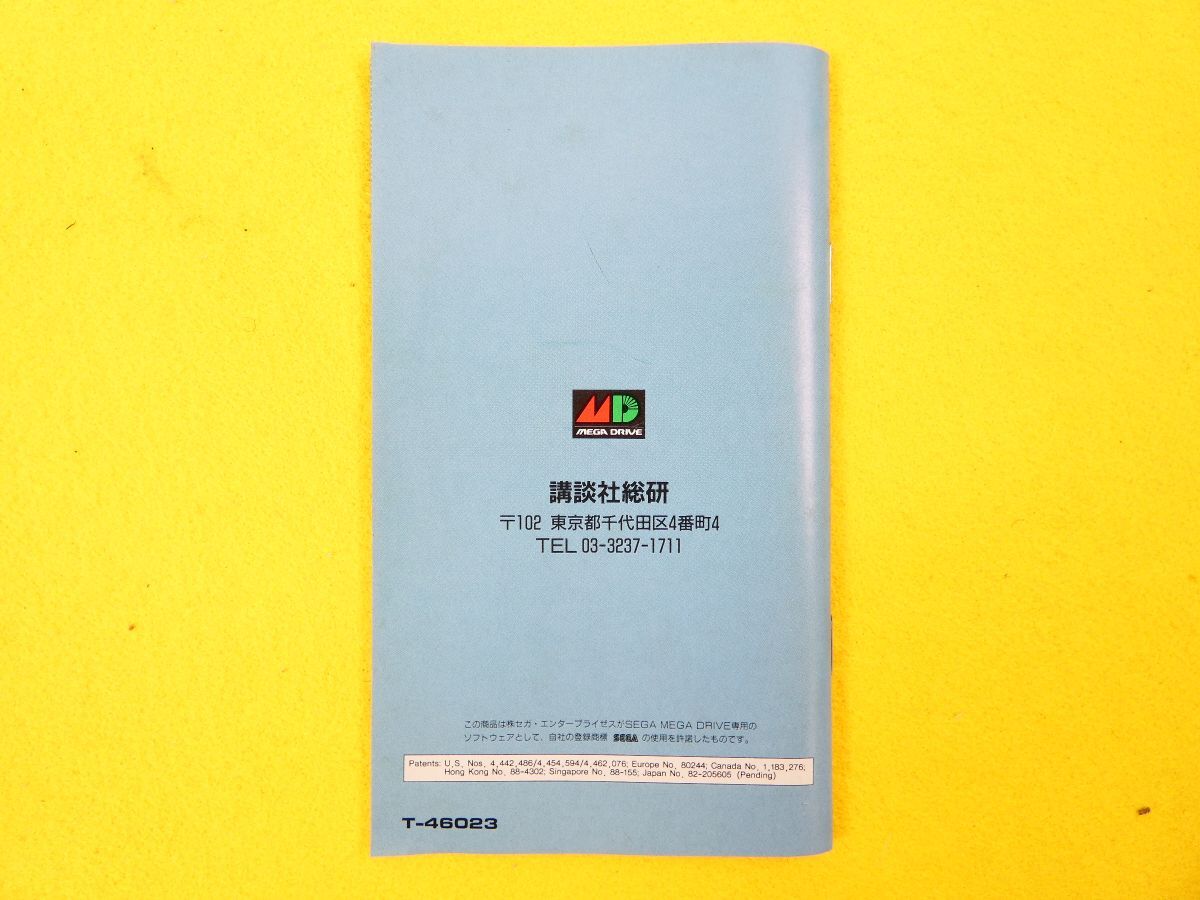 MD
MEGA DRIVE
講談社総研
〒102 東京都千代田区4番町4
TEL 03-3237-1711
この商品は株セガ・エンタープライゼスがSEGA MEGA DRIVE専用の
ソフトウェアとして、自社の登録商標 SEGA の使用を許諾したものです。
Patents: U.S. Nos. 4,442,486/4,454,594/4,462,076; Europe No. 80244; Canada No. 1,183,276;
Hong Kong No. 88-4302; Singapore No. 88-155; Japan No. 82-205605 (Pending)
T-46023